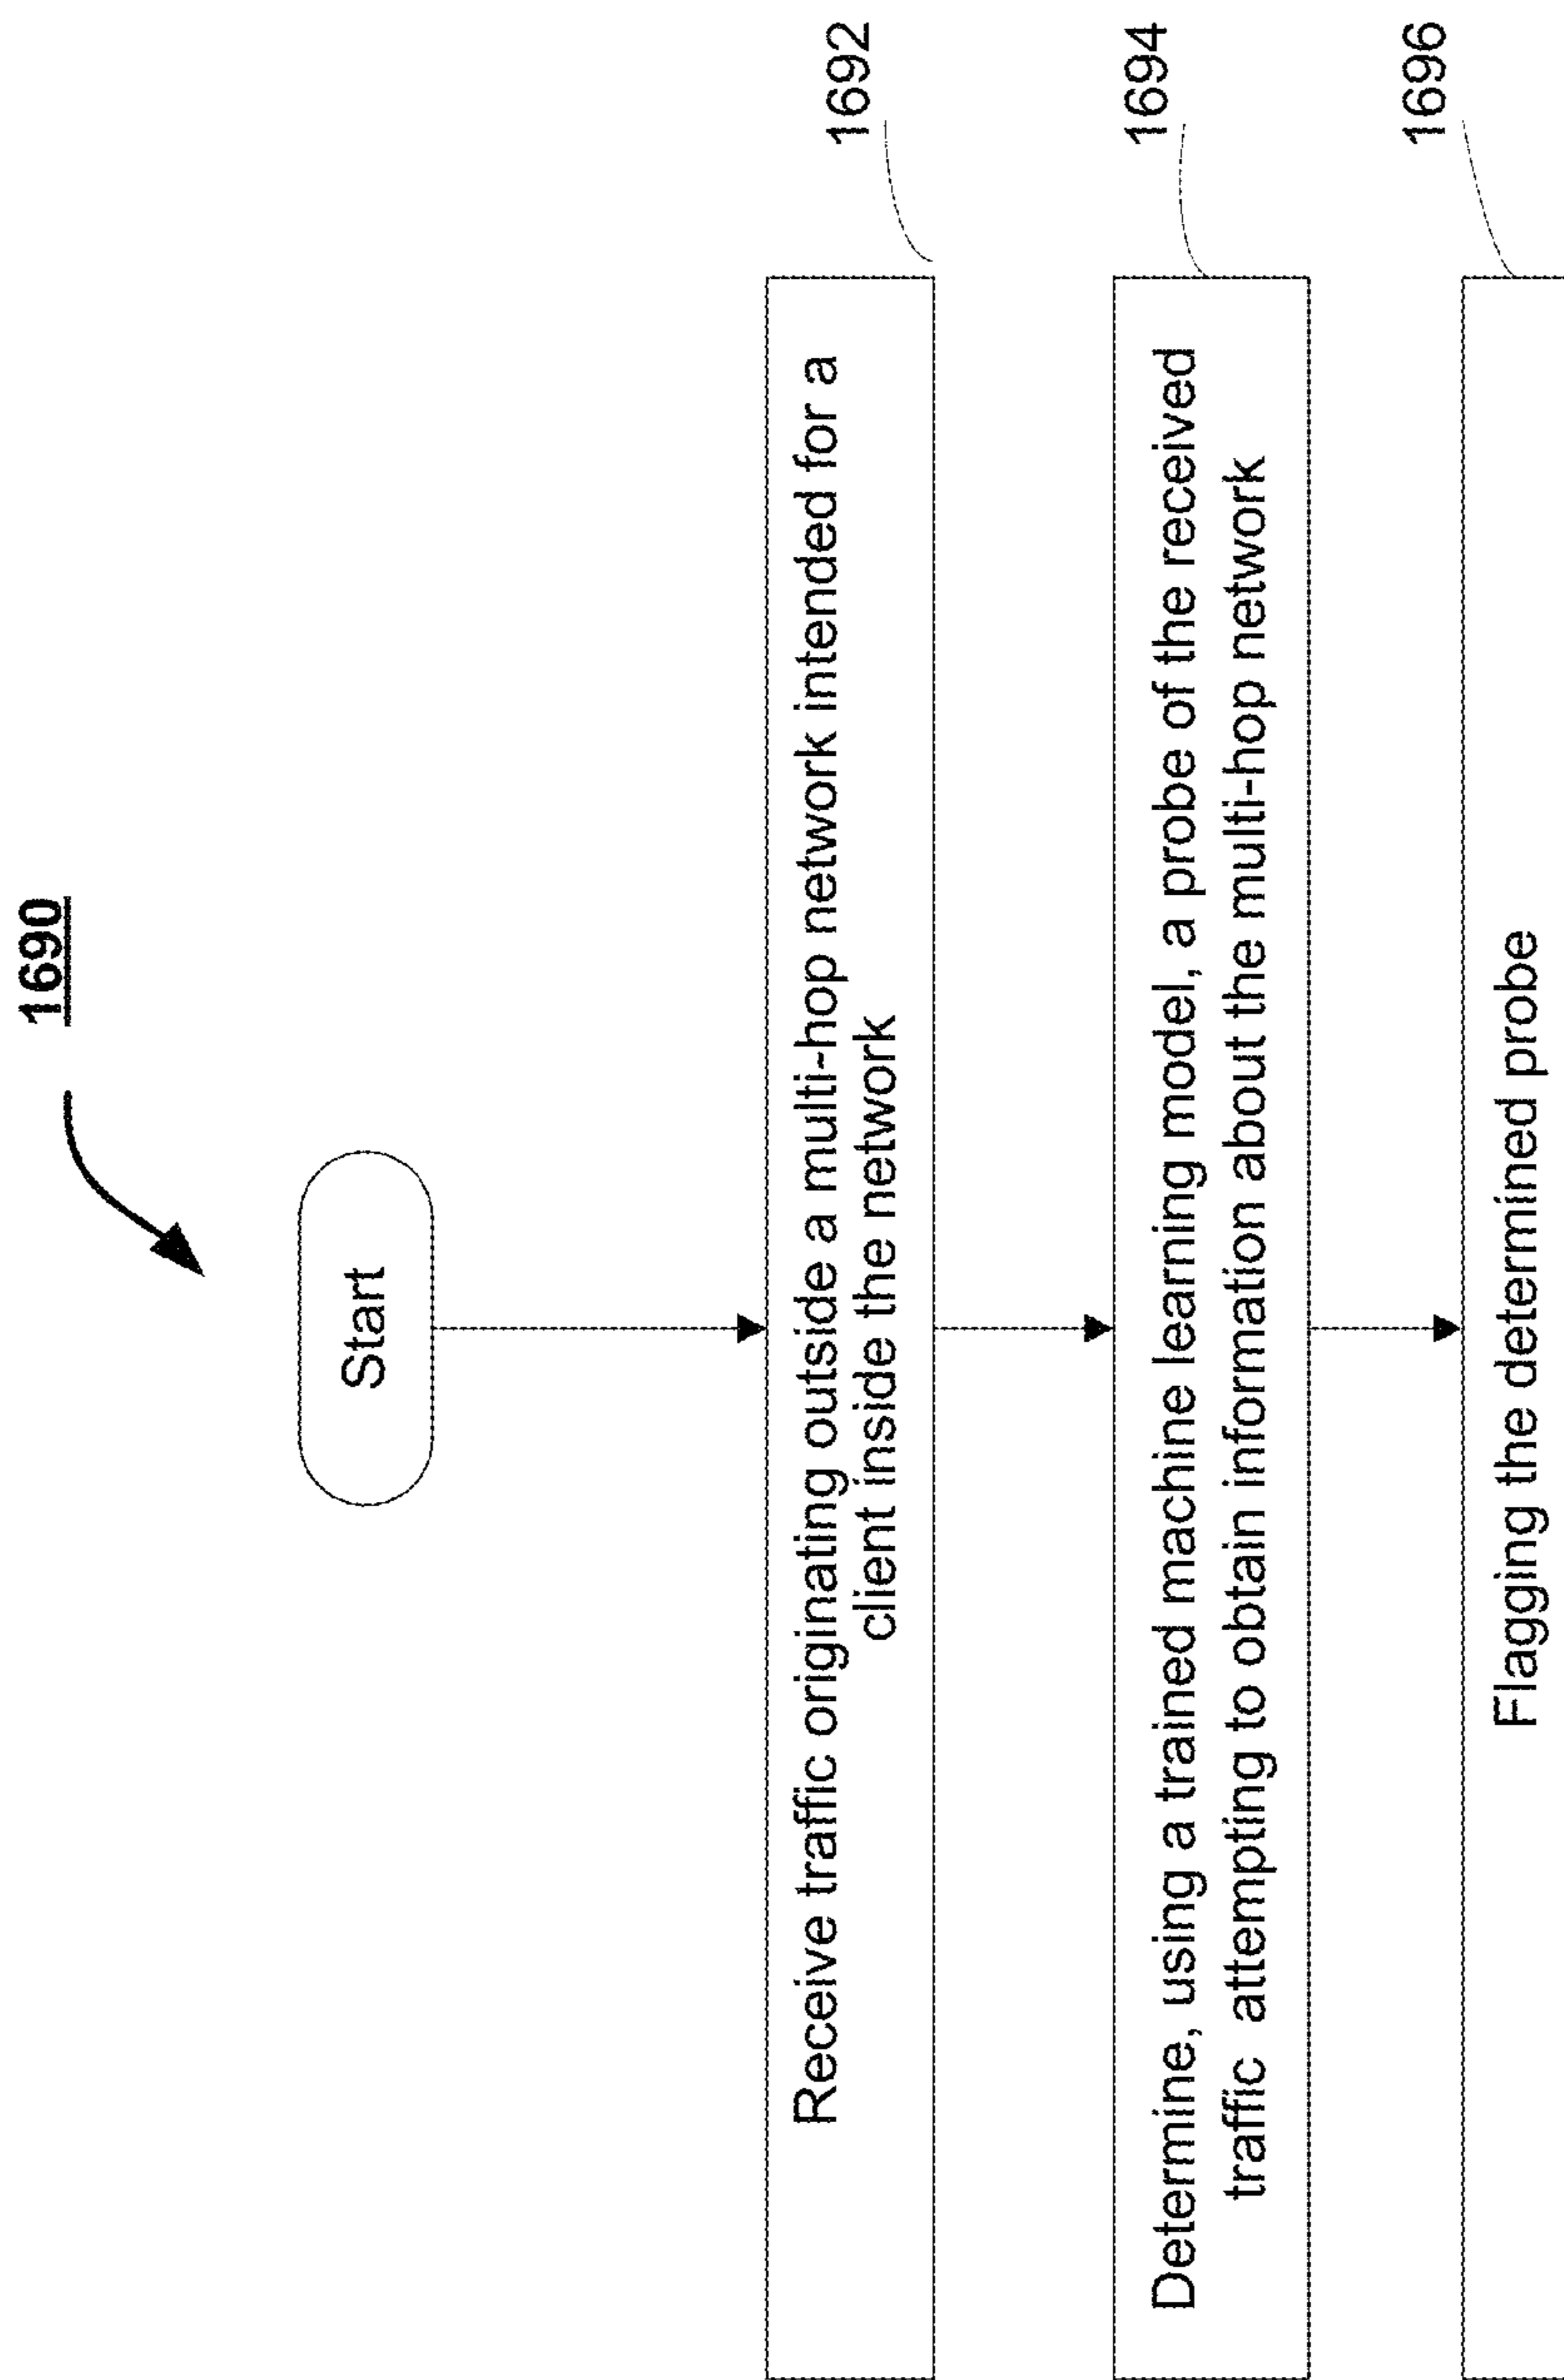 1690
Start
Receive traffic originating outside a multi-hop network intended for a
client inside the network
1692
Determine, using a trained machine learning model, a probe of the received
traffic attempting to obtain information about the multi-hop network
1694
Flagging the determined probe
1696